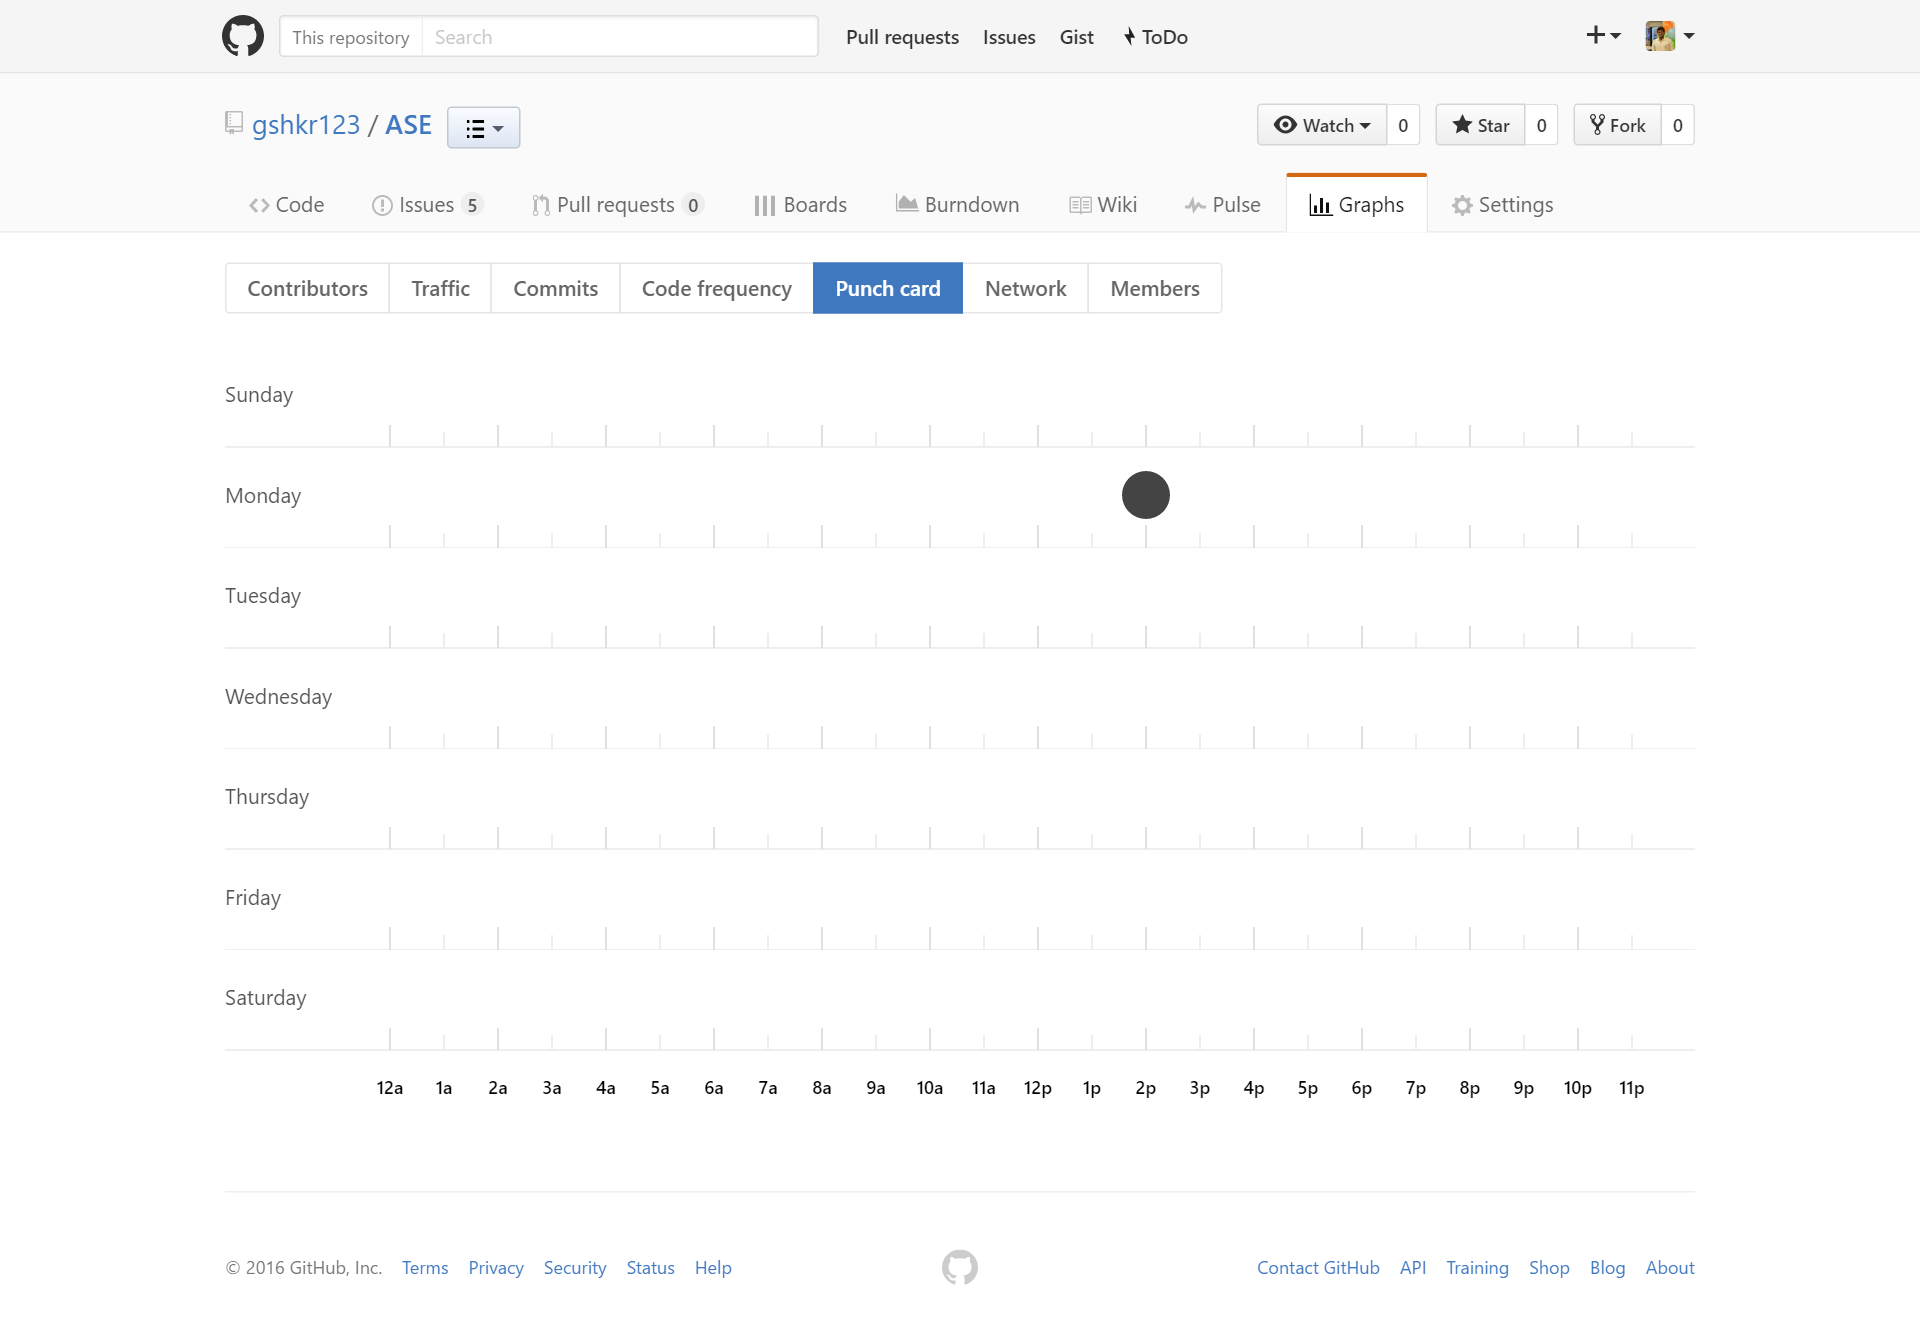 This repository Search Pull requests Issues Gist ToDo
gshkr123 / ASE Watch 0 Star 0 Fork 0
Code Issues 5 Pull requests 0 Boards Burndown Wiki Pulse Graphs Settings
Contributors Traffic Commits Code frequency Punch card Network Members
Sunday
Monday
Tuesday
Wednesday
Thursday
Friday
Saturday
12a 1a 2a 3a 4a 5a 6a 7a 8a 9a 10a 11a 12p 1p 2p 3p 4p 5p 6p 7p 8p 9p 10p 11p
© 2016 GitHub, Inc. Terms Privacy Security Status Help Contact GitHub API Training Shop Blog About